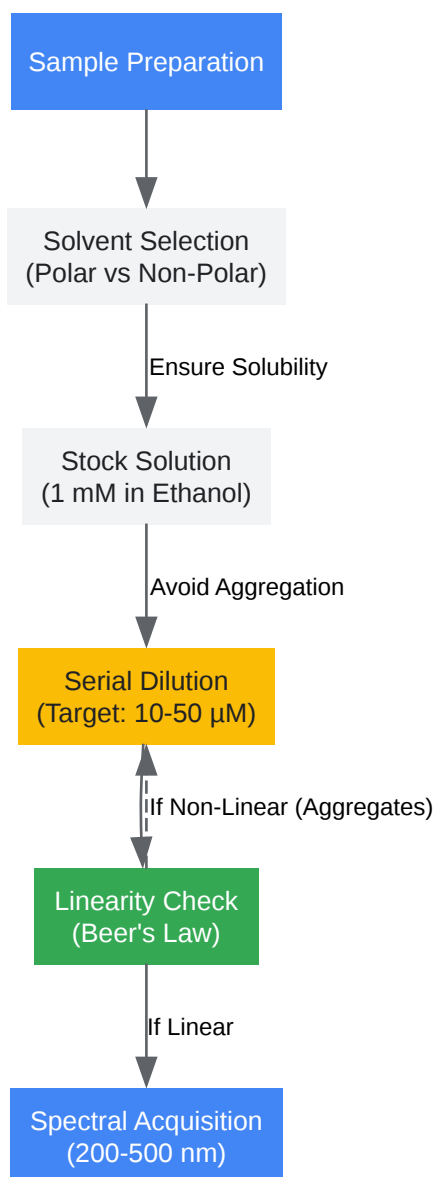 Sample Preparation
Solvent Selection
(Polar vs Non-Polar)
Ensure Solubility
Stock Solution
(1 mM in Ethanol)
Avoid Aggregation
Serial Dilution
(Target: 10-50 µM)
If Non-Linear (Aggregates)
Linearity Check
(Beer's Law)
If Linear
Spectral Acquisition
(200-500 nm)